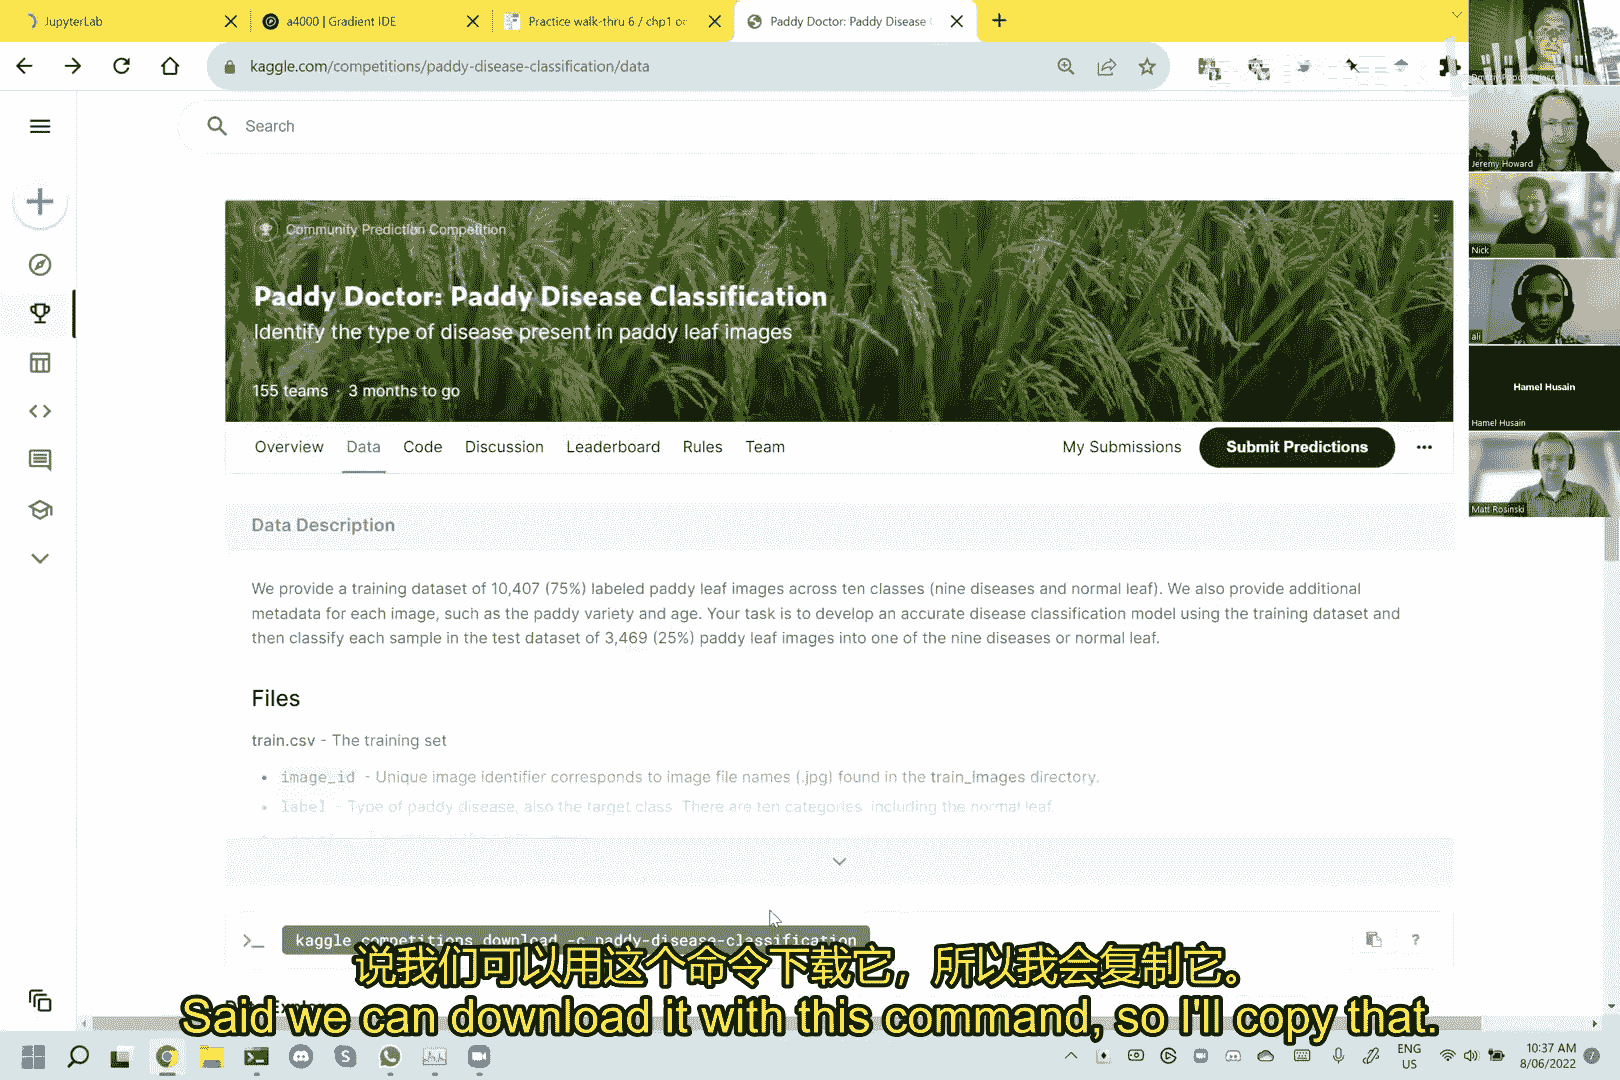 JupyterLab
a4000 | Gradient IDE
Practice walk-thru 6 / chp1 o
Paddy Doctor: Paddy Disease
kaggle.com/competitions/paddy-disease-classification/data
Search
Community Prediction Competition
Paddy Doctor: Paddy Disease Classification
Identify the type of disease present in paddy leaf images
155 teams · 3 months to go
Overview Data Code Discussion Leaderboard Rules Team My Submissions Submit Predictions
Data Description
We provide a training dataset of 10,407 (75%) labeled paddy leaf images across ten classes (nine diseases and normal leaf). We also provide additional
metadata for each image, such as the paddy variety and age. Your task is to develop an accurate disease classification model using the training dataset and
then classify each sample in the test dataset of 3,469 (25%) paddy leaf images into one of the nine diseases or normal leaf.
Files
train.csv - The training set
image_id - Unique image identifier corresponds to image file names (.jpg) found in the train_images directory.
label - Type of paddy disease, also the target class. There are ten categories, including the normal leaf.
>_ kaggle competitions download -c paddy-disease-classification
?
说我们可以用这个命令下载它，所以我会复制它。
Said we can download it with this command, so I'll copy that.
Jeremy Howard
Nick
ali
Hamel Husain
Hamel Husain
Matt Rosinski
ENG
US
10:37 AM
8/06/2022